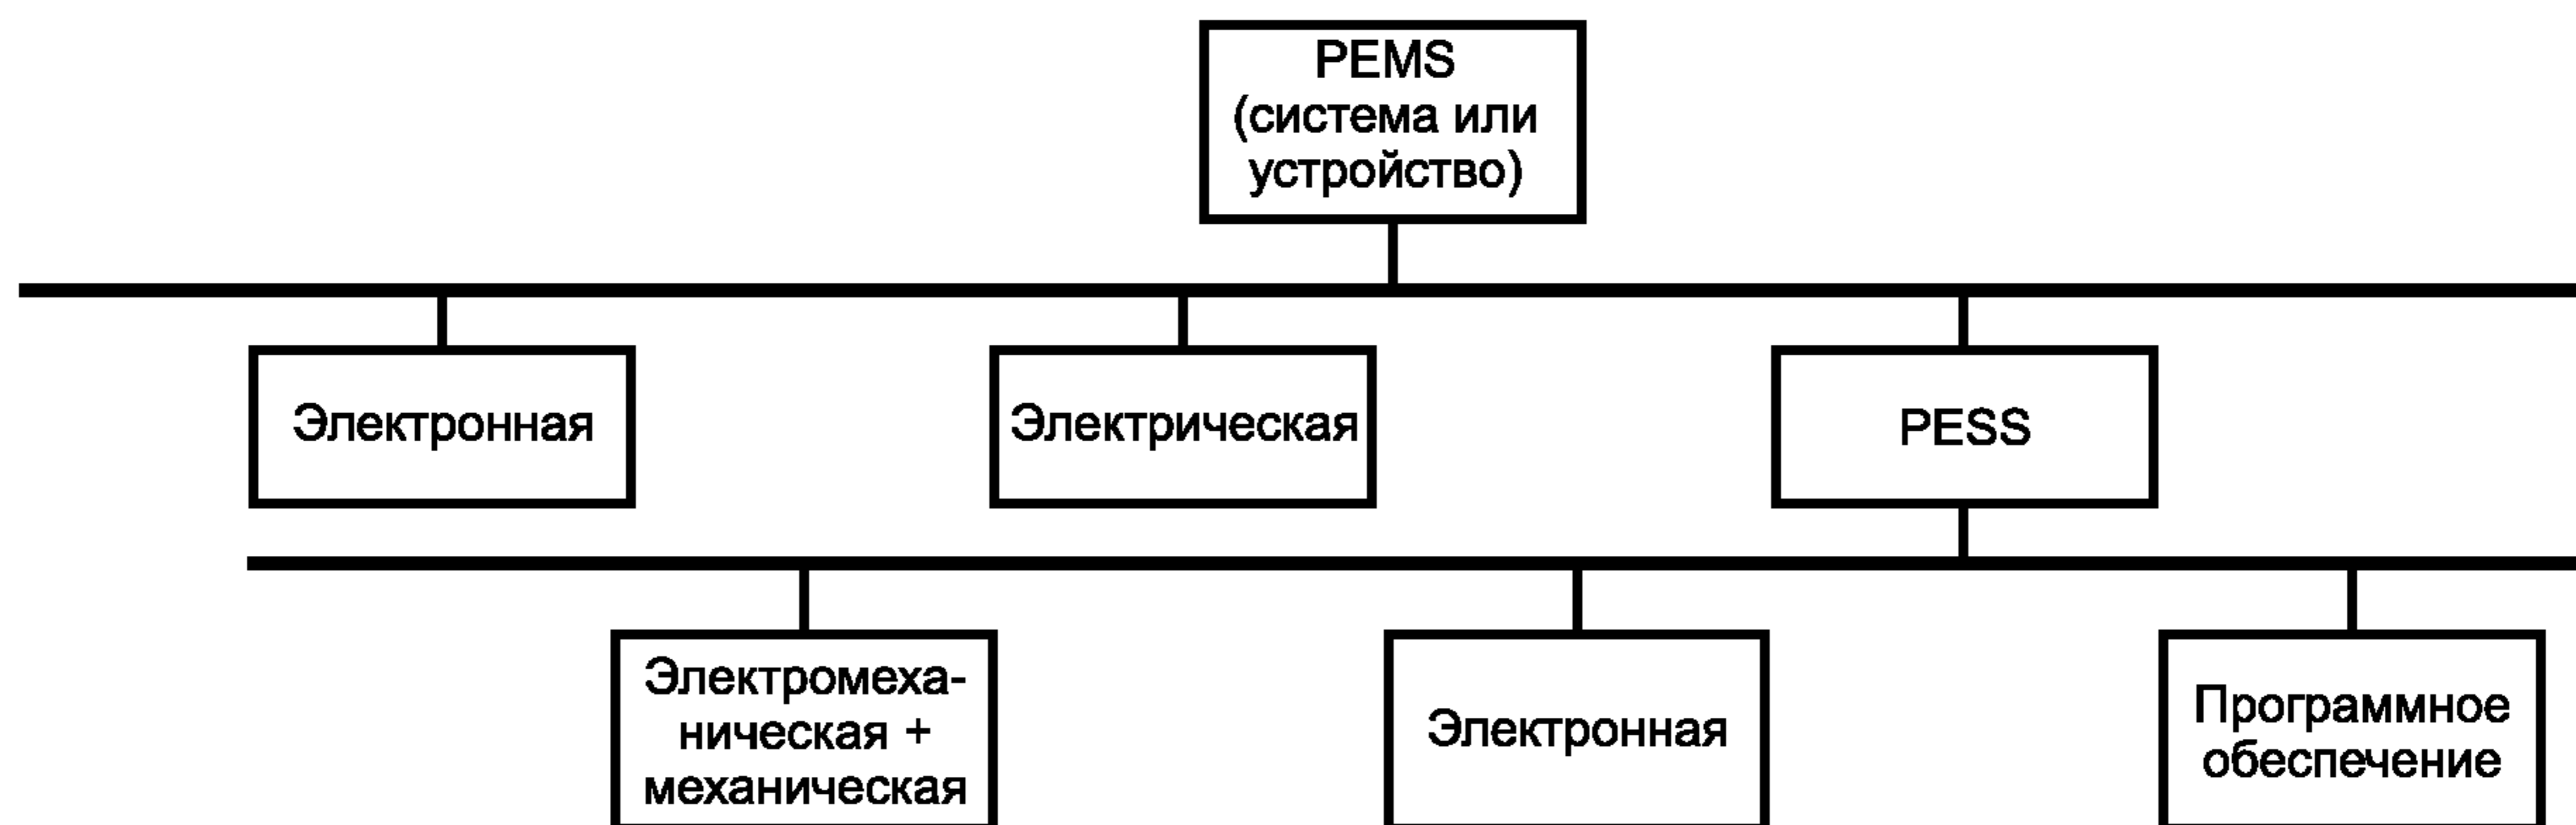 PEMS
(система или
устройство)
Электронная
Электрическая
PESS
Электромеха-
ническая +
механическая
Электронная
Программное
обеспечение